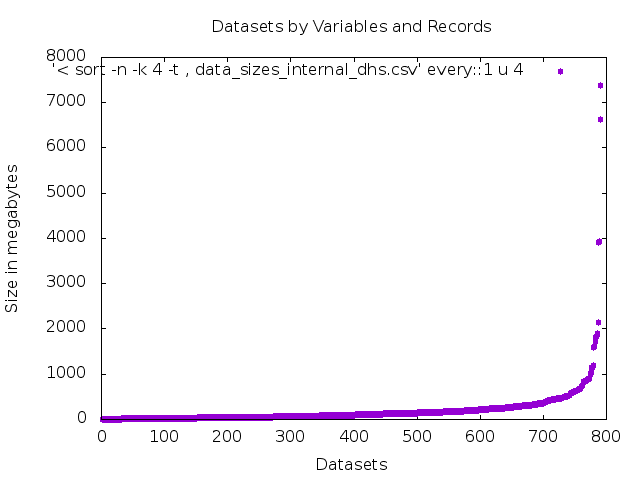 Datasets by Variables and Records
8000
'< sort -n -k 4 -t , data_sizes_internal_dhs.csv' every::1 u 4
7000
6000
5000
4000
3000
2000
1000
0
Size in megabytes
0 100 200 300 400 500 600 700 800
Datasets